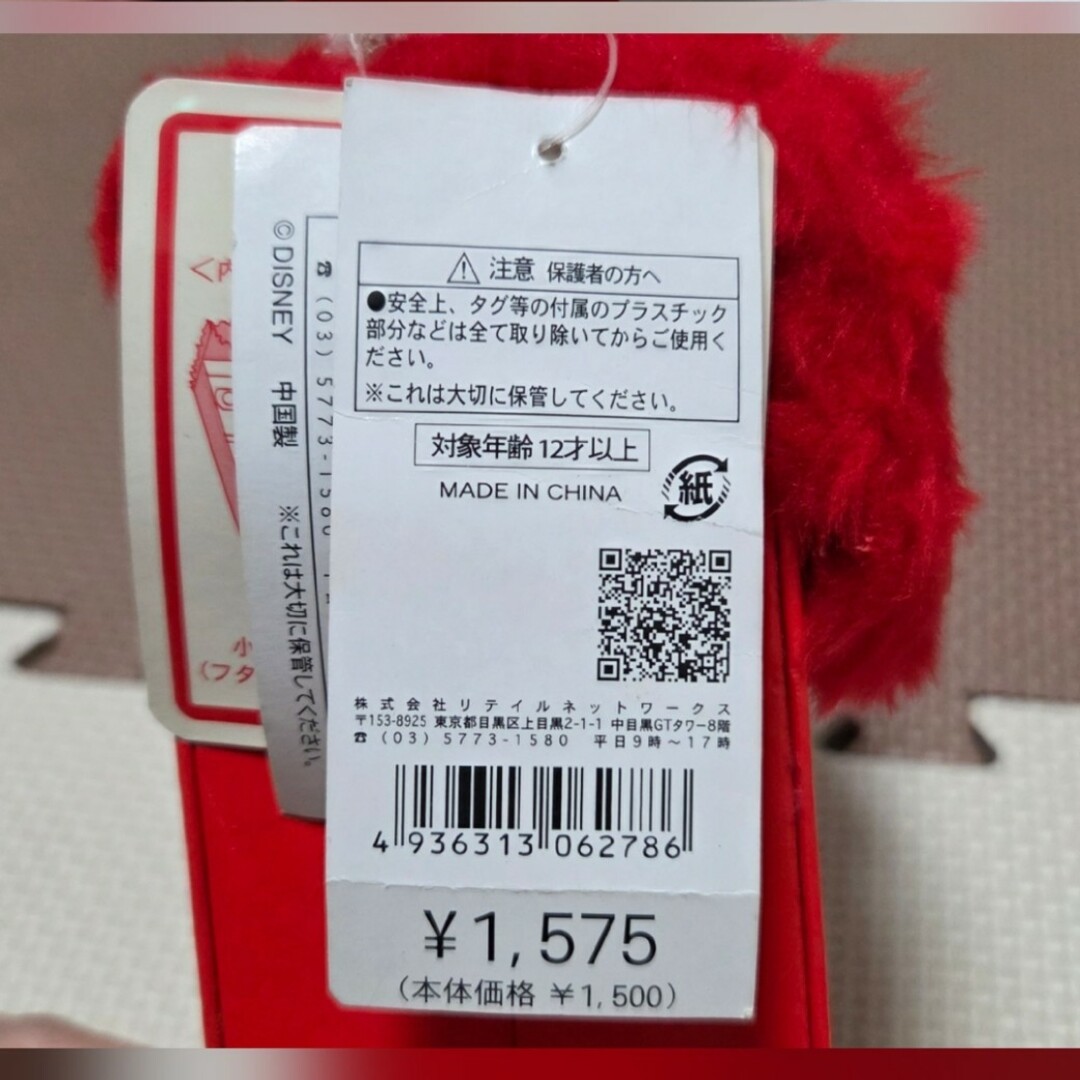 ⚠ 注意 保護者の方へ
●安全上、タグ等の付属のプラスチック
部分などは全て取り除いてからご使用く
ださい。
※これは大切に保管してください。
対象年齢 12才以上
MADE IN CHINA
紙
株式会社リテイルネットワークス
〒153-8925 東京都目黒区上目黒2-1-1 中目黒GTタワー8階
☎(03)5773-1580 平日9時〜17時
4 936313 062786
¥1,575
(本体価格 ¥1,500)
©DISNEY 中国製 ※これは大切に保管してください。
☎(03)5773-1580
小
(フタ